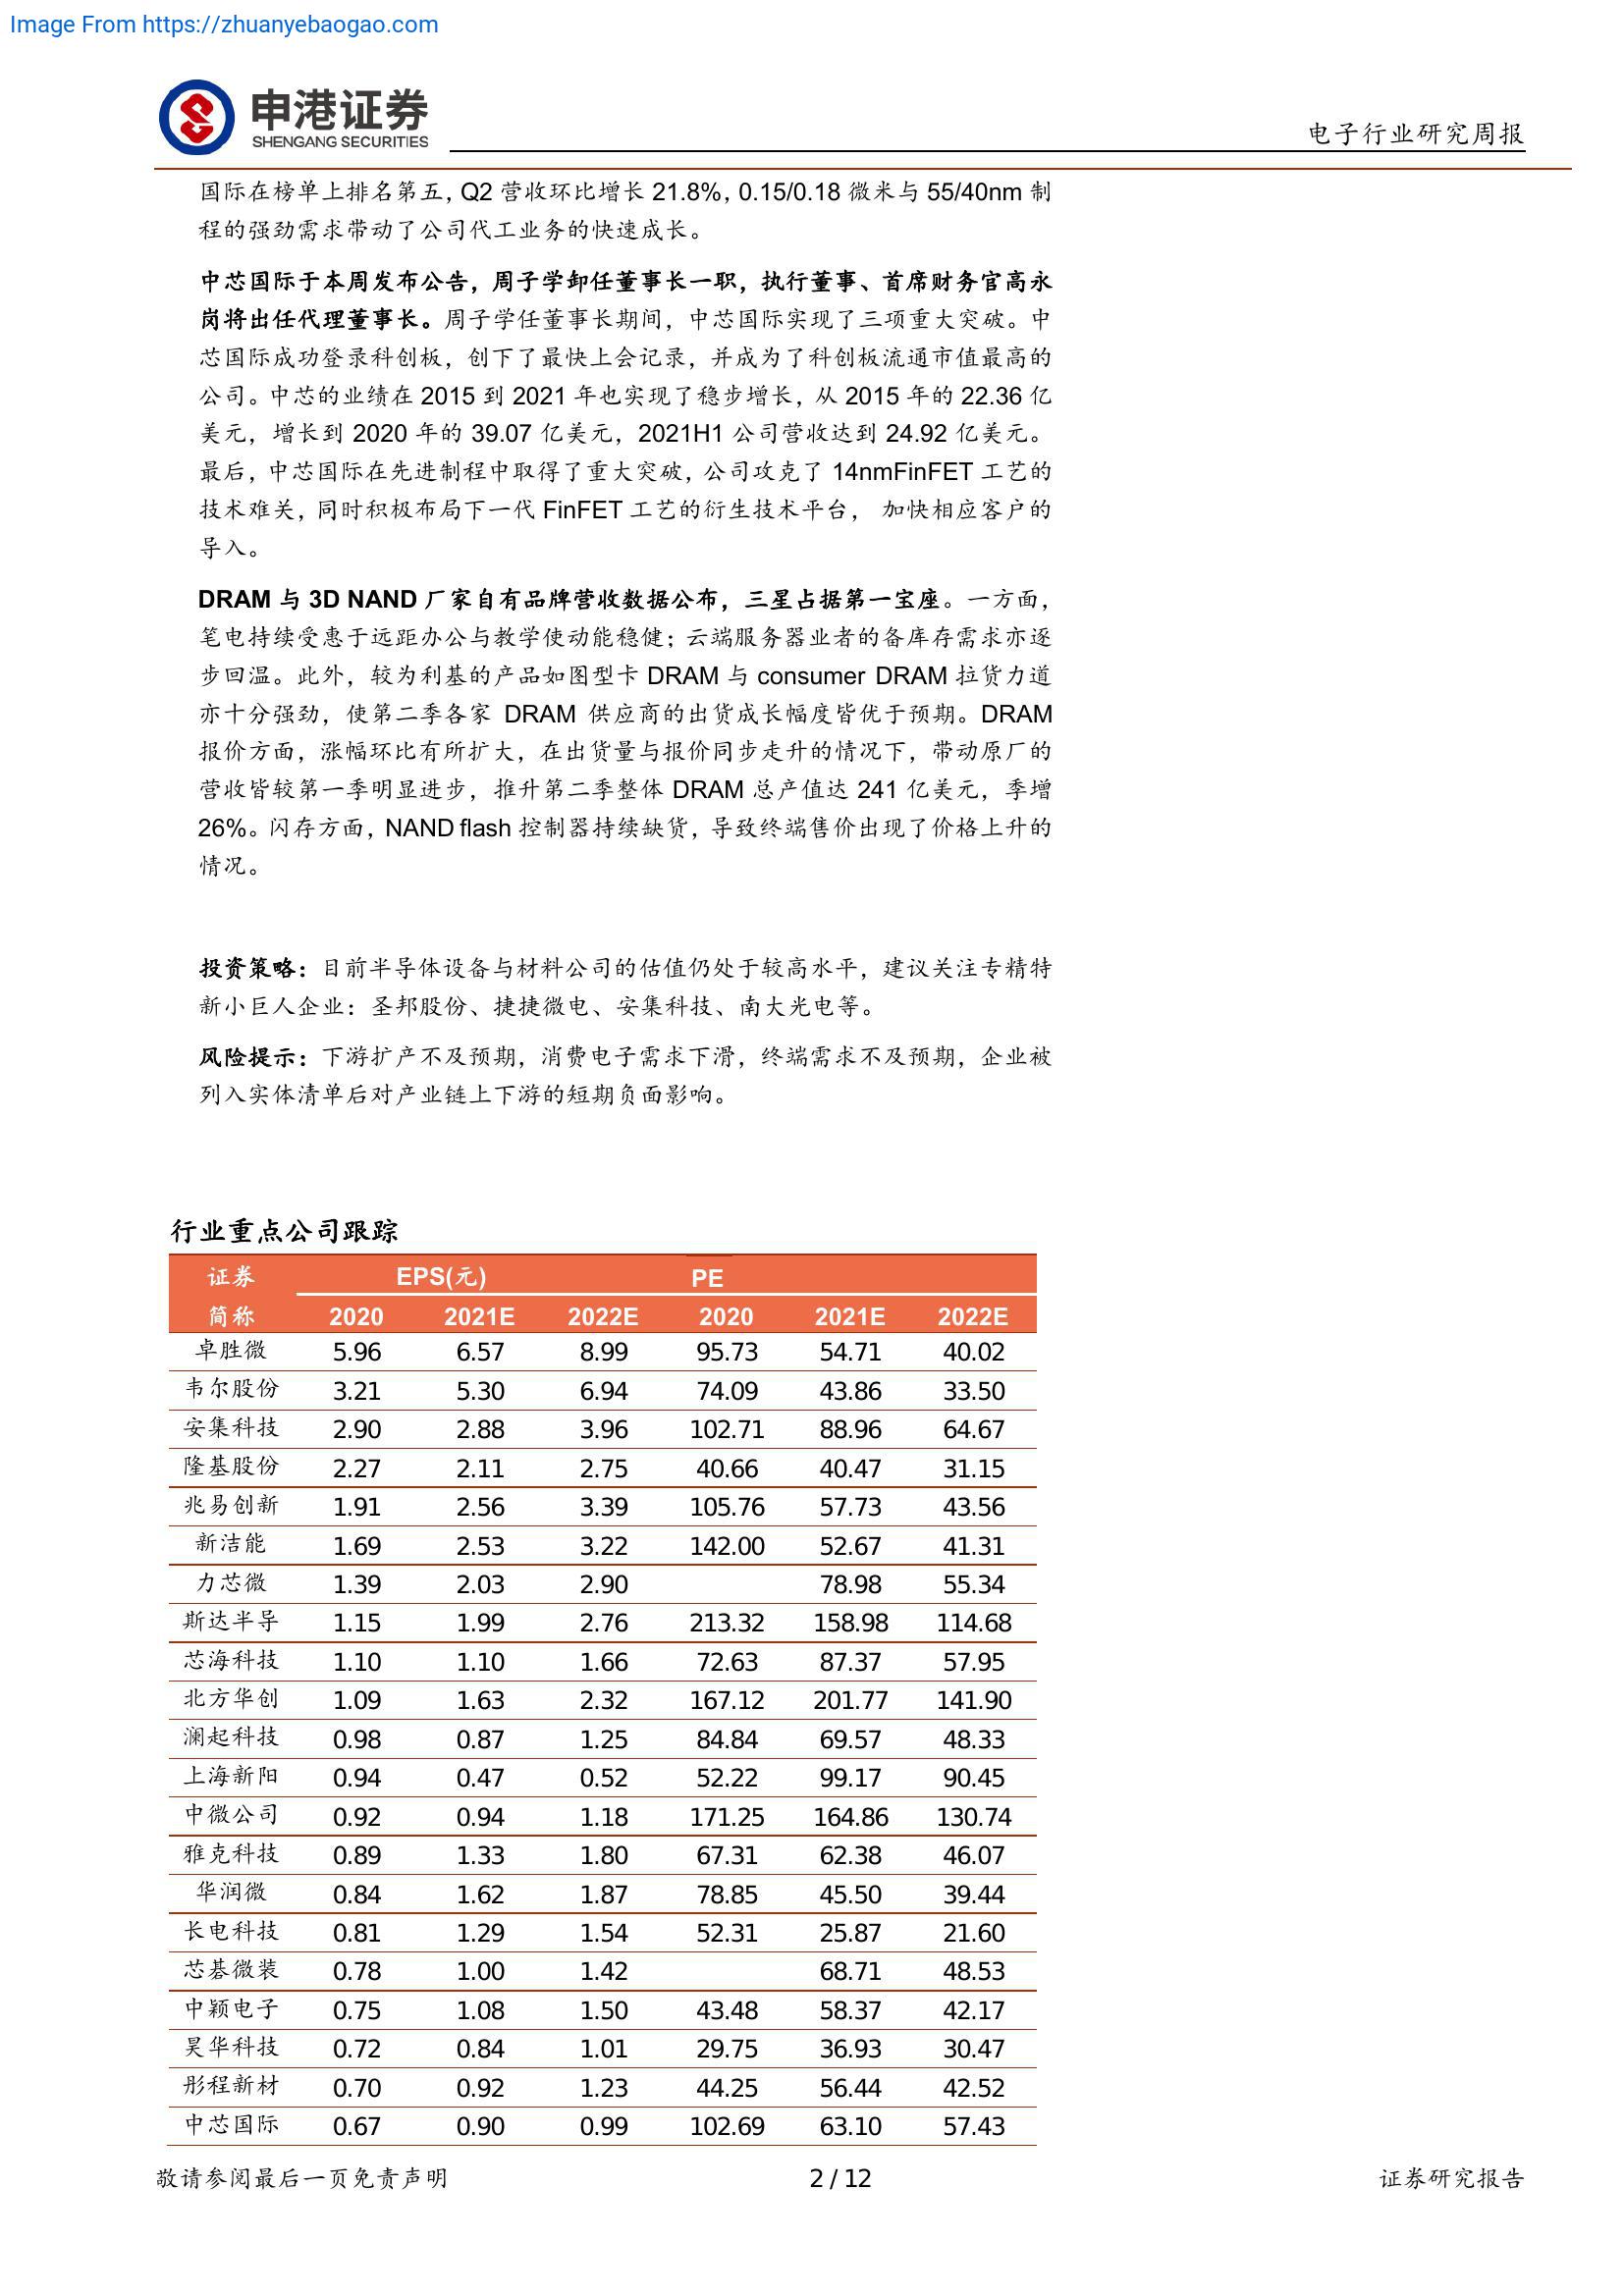 Image From https://zhuanyebaogao.com
申港证券
SHENGANG SECURITIES
电子行业研究周报
国际在榜单上排名第五，Q2 营收环比增长 21.8%，0.15/0.18 微米与 55/40nm 制
程的强劲需求带动了公司代工业务的快速成长。
中芯国际于本周发布公告，周子学卸任董事长一职，执行董事、首席财务官高永
岗将出任代理董事长。周子学任董事长期间，中芯国际实现了三项重大突破。中
芯国际成功登录科创板，创下了最快上会记录，并成为了科创板流通市值最高的
公司。中芯的业绩在 2015 到 2021 年也实现了稳步增长，从 2015 年的 22.36 亿
美元，增长到 2020 年的 39.07 亿美元，2021H1 公司营收达到 24.92 亿美元。
最后，中芯国际在先进制程中取得了重大突破，公司攻克了 14nmFinFET 工艺的
技术难关，同时积极布局下一代 FinFET 工艺的衍生技术平台， 加快相应客户的
导入。
DRAM 与 3D NAND 厂家自有品牌营收数据公布，三星占据第一宝座。一方面，
笔电持续受惠于远距办公与教学使动能稳健；云端服务器业者的备库存需求亦逐
步回温。此外，较为利基的产品如图型卡 DRAM 与 consumer DRAM 拉货力道
亦十分强劲，使第二季各家 DRAM 供应商的出货成长幅度皆优于预期。DRAM
报价方面，涨幅环比有所扩大，在出货量与报价同步走升的情况下，带动原厂的
营收皆较第一季明显进步，推升第二季整体 DRAM 总产值达 241 亿美元，季增
26%。闪存方面，NAND flash 控制器持续缺货，导致终端售价出现了价格上升的
情况。
投资策略：目前半导体设备与材料公司的估值仍处于较高水平，建议关注专精特
新小巨人企业：圣邦股份、捷捷微电、安集科技、南大光电等。
风险提示：下游扩产不及预期，消费电子需求下滑，终端需求不及预期，企业被
列入实体清单后对产业链上下游的短期负面影响。
行业重点公司跟踪
证券 EPS(元) PE
简称 2020 2021E 2022E 2020 2021E 2022E
卓胜微 5.96 6.57 8.99 95.73 54.71 40.02
韦尔股份 3.21 5.30 6.94 74.09 43.86 33.50
安集科技 2.90 2.88 3.96 102.71 88.96 64.67
隆基股份 2.27 2.11 2.75 40.66 40.47 31.15
兆易创新 1.91 2.56 3.39 105.76 57.73 43.56
新洁能 1.69 2.53 3.22 142.00 52.67 41.31
力芯微 1.39 2.03 2.90 78.98 55.34
斯达半导 1.15 1.99 2.76 213.32 158.98 114.68
芯海科技 1.10 1.10 1.66 72.63 87.37 57.95
北方华创 1.09 1.63 2.32 167.12 201.77 141.90
澜起科技 0.98 0.87 1.25 84.84 69.57 48.33
上海新阳 0.94 0.47 0.52 52.22 99.17 90.45
中微公司 0.92 0.94 1.18 171.25 164.86 130.74
雅克科技 0.89 1.33 1.80 67.31 62.38 46.07
华润微 0.84 1.62 1.87 78.85 45.50 39.44
长电科技 0.81 1.29 1.54 52.31 25.87 21.60
芯碁微装 0.78 1.00 1.42 68.71 48.53
中颖电子 0.75 1.08 1.50 43.48 58.37 42.17
昊华科技 0.72 0.84 1.01 29.75 36.93 30.47
彤程新材 0.70 0.92 1.23 44.25 56.44 42.52
中芯国际 0.67 0.90 0.99 102.69 63.10 57.43
敬请参阅最后一页免责声明
2 / 12
证券研究报告